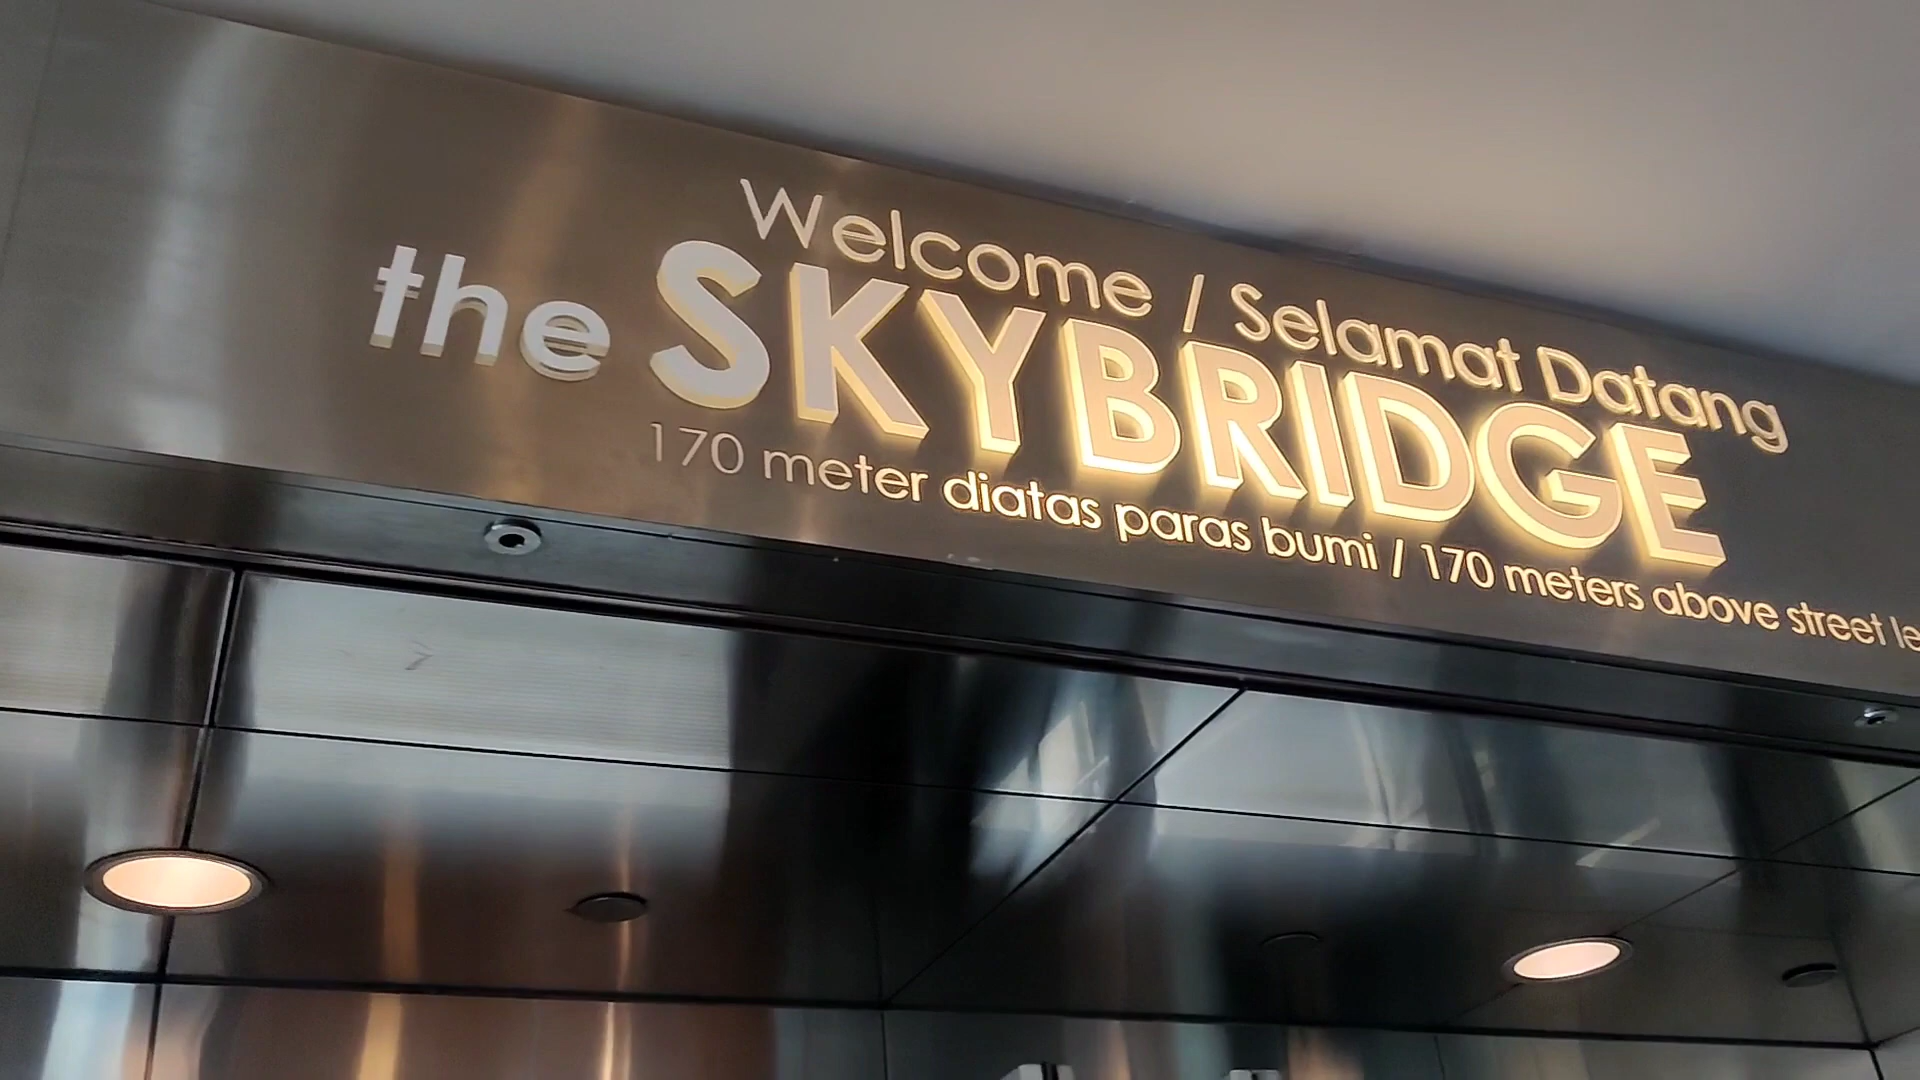 Welcome / Selamat Datang
the SKYBRIDGE
170 meter diatas paras bumi / 170 meters above street